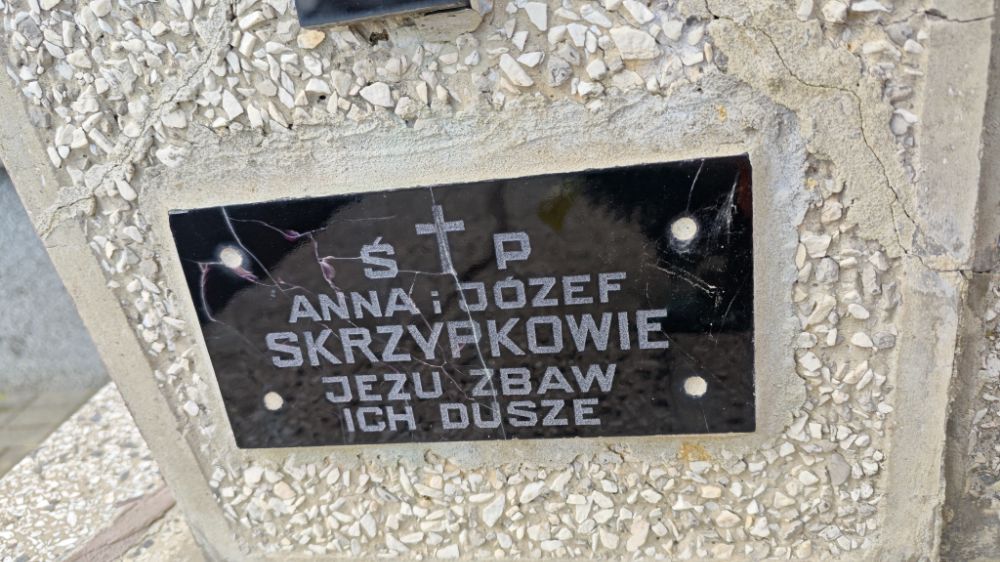 Ś P
ANNA i JÓZEF
SKRZYPKOWIE
JEZU ZBAW
ICH DUSZE